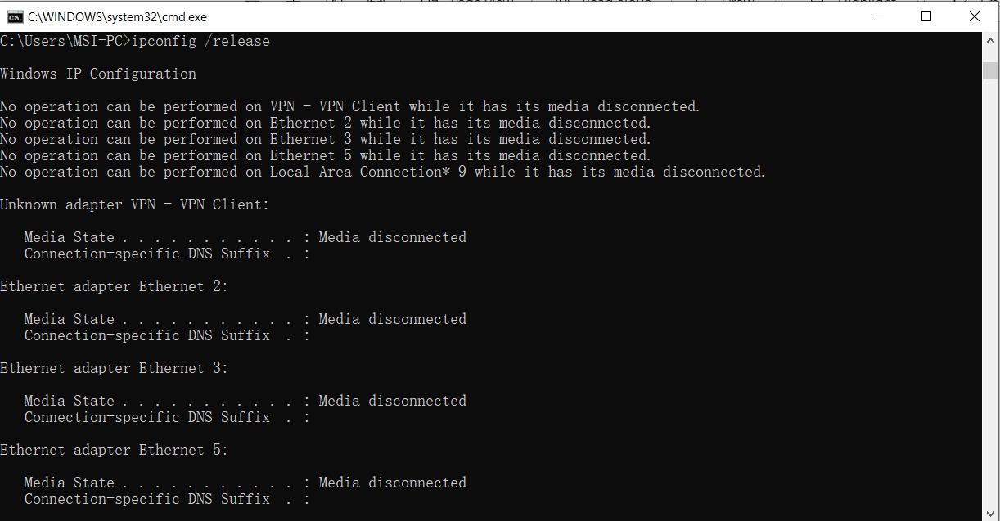 C:\WINDOWS\system32\cmd.exe
C:\Users\MSI-PC>ipconfig /release
Windows IP Configuration
No operation can be performed on VPN - VPN Client while it has its media disconnected.
No operation can be performed on Ethernet 2 while it has its media disconnected.
No operation can be performed on Ethernet 3 while it has its media disconnected.
No operation can be performed on Ethernet 5 while it has its media disconnected.
No operation can be performed on Local Area Connection* 9 while it has its media disconnected.
Unknown adapter VPN - VPN Client:
Media State . . . . . . . . . . . : Media disconnected
Connection-specific DNS Suffix . :
Ethernet adapter Ethernet 2:
Media State . . . . . . . . . . . : Media disconnected
Connection-specific DNS Suffix . :
Ethernet adapter Ethernet 3:
Media State . . . . . . . . . . . : Media disconnected
Connection-specific DNS Suffix . :
Ethernet adapter Ethernet 5:
Media State . . . . . . . . . . . : Media disconnected
Connection-specific DNS Suffix . :